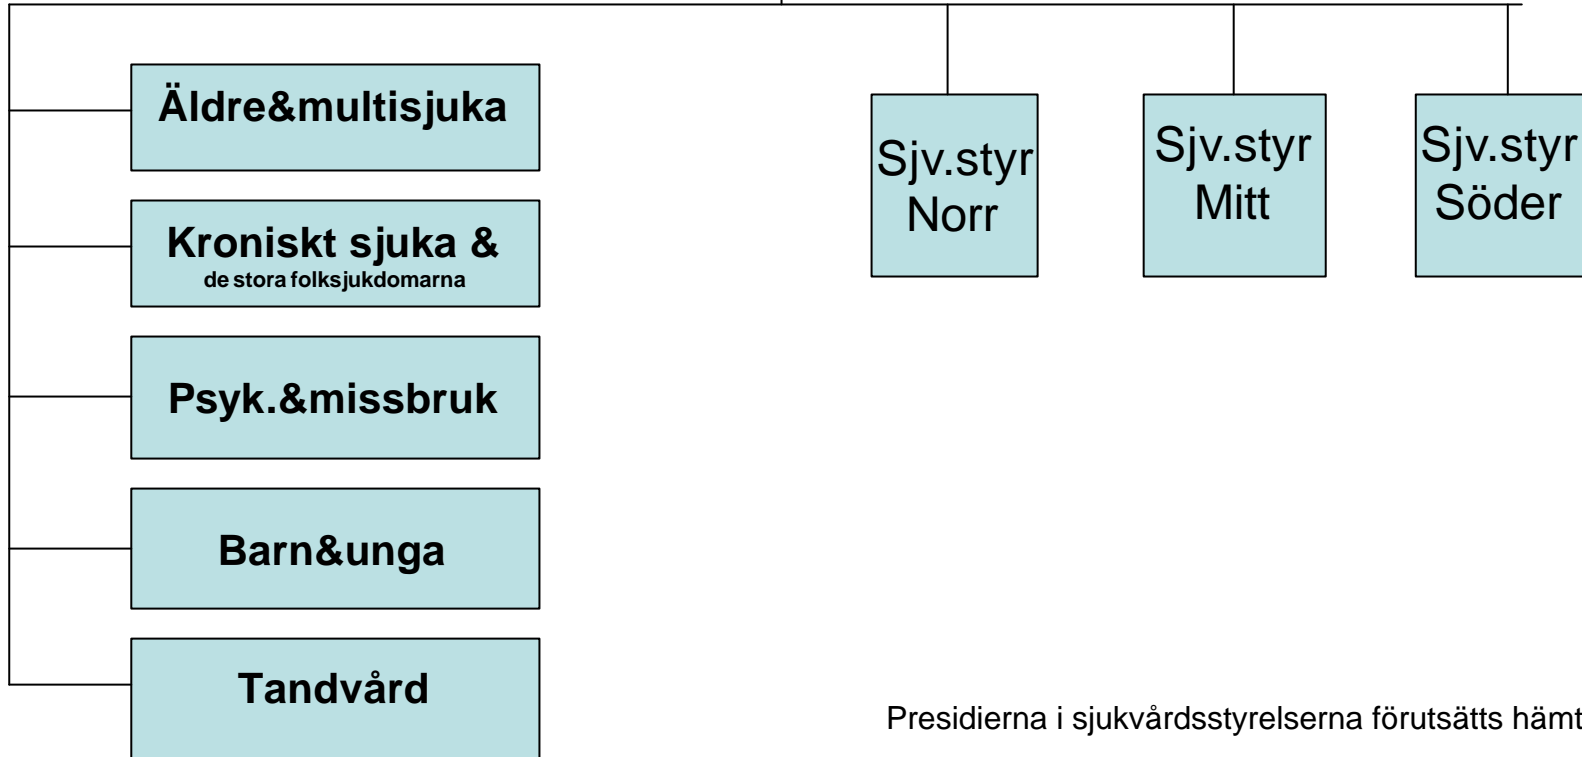 Äldre&multisjuka
Kroniskt sjuka &
de stora folksjukdomarna
Psyk.&missbruk
Barn&unga
Tandvård
Sjv.styr
Norr
Sjv.styr
Mitt
Sjv.styr
Söder
Presidierna i sjukvårdsstyrelserna förutsätts hämt